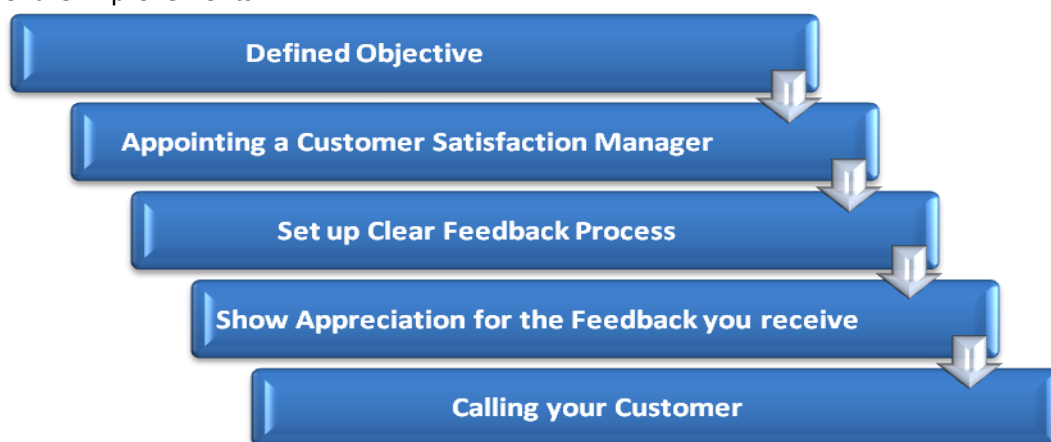 Defined Objective
Appointing a Customer Satisfaction Manager
Set up Clear Feedback Process
Show Appreciation for the Feedback you receive
Calling your Customer